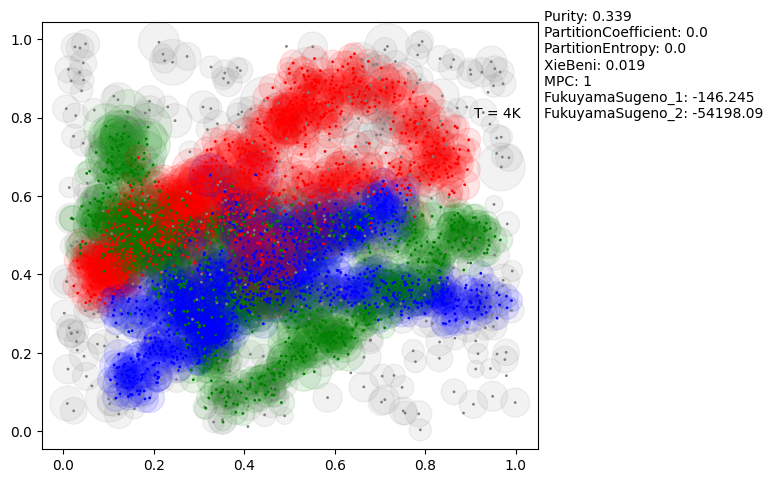 Purity: 0.339
PartitionCoefficient: 0.0
PartitionEntropy: 0.0
XieBeni: 0.019
MPC: 1
FukuyamaSugeno_1: -146.245
FukuyamaSugeno_2: -54198.09
T = 4K
1.0
0.8
0.6
0.4
0.2
0.0
0.0 0.2 0.4 0.6 0.8 1.0